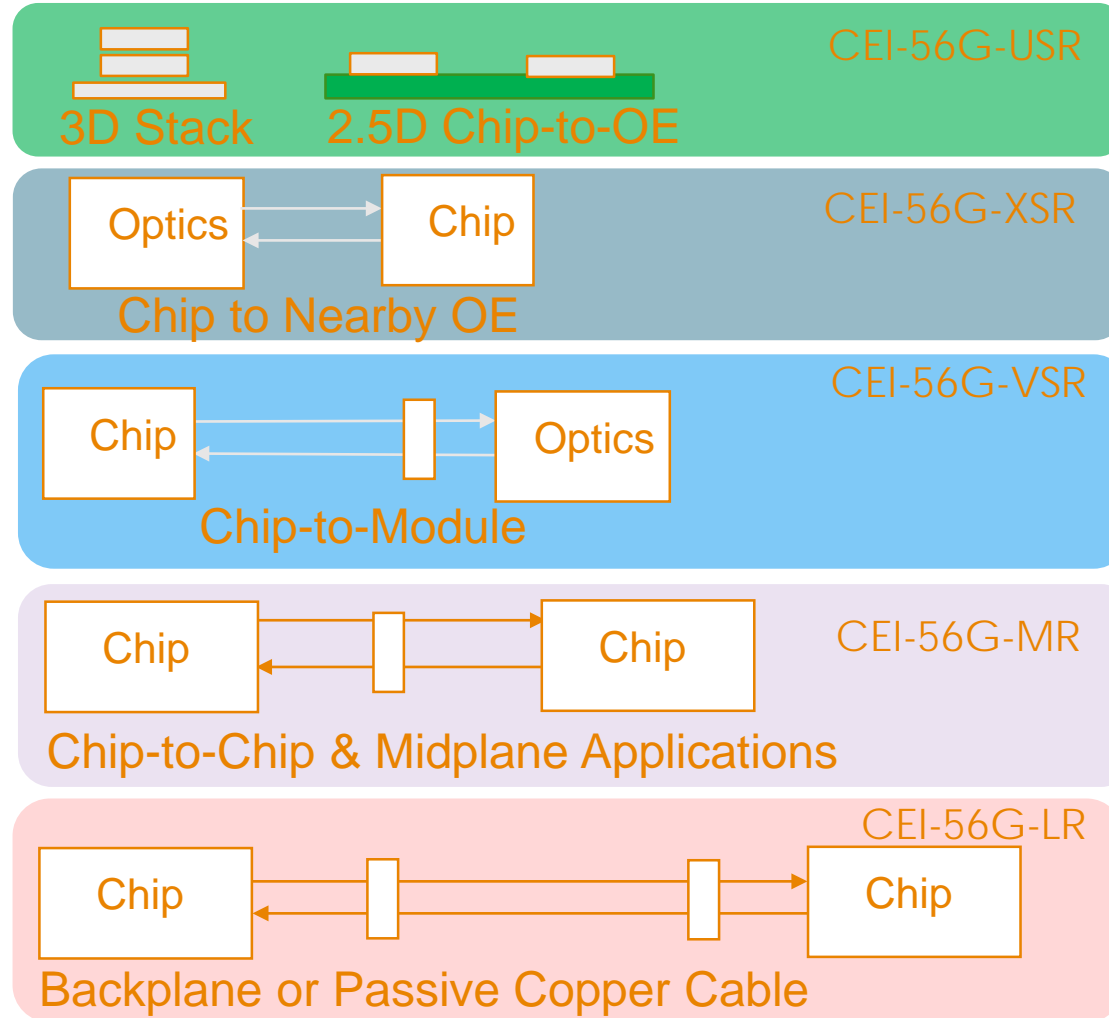 CEI-56G-USR
3D Stack
2.5D Chip-to-OE
CEI-56G-XSR
Optics
Chip
Chip to Nearby OE
CEI-56G-VSR
Chip
Optics
Chip-to-Module
CEI-56G-MR
Chip
Chip
Chip-to-Chip & Midplane Applications
CEI-56G-LR
Chip
Chip
Backplane or Passive Copper Cable